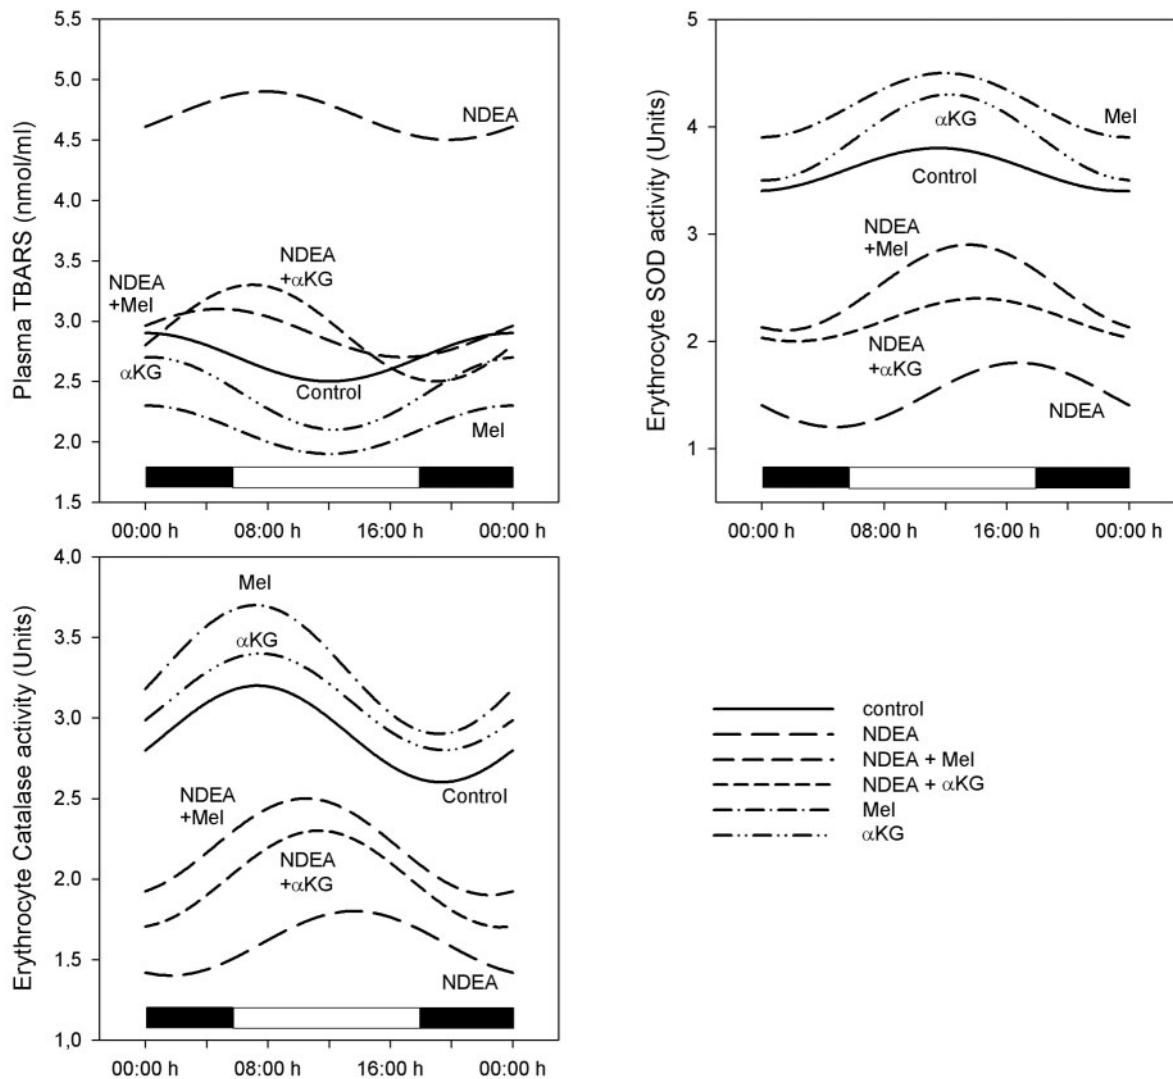 Plasma TBARS (nmol/ml)
5.5
5.0
4.5
4.0
3.5
3.0
2.5
2.0
1.5
NDEA
NDEA
+αKG
NDEA
+Mel
αKG
Control
Mel
00:00 h
08:00 h
16:00 h
00:00 h
Erythrocyte SOD activity (Units)
5
4
3
2
1
Mel
αKG
Control
NDEA
+Mel
NDEA
+αKG
NDEA
00:00 h
08:00 h
16:00 h
00:00 h
Erythrocyte Catalase activity (Units)
4.0
3.5
3.0
2.5
2.0
1.5
1,0
Mel
αKG
Control
NDEA
+Mel
NDEA
+αKG
NDEA
00:00 h
08:00 h
16:00 h
00:00 h
control
NDEA
NDEA + Mel
NDEA + αKG
Mel
αKG